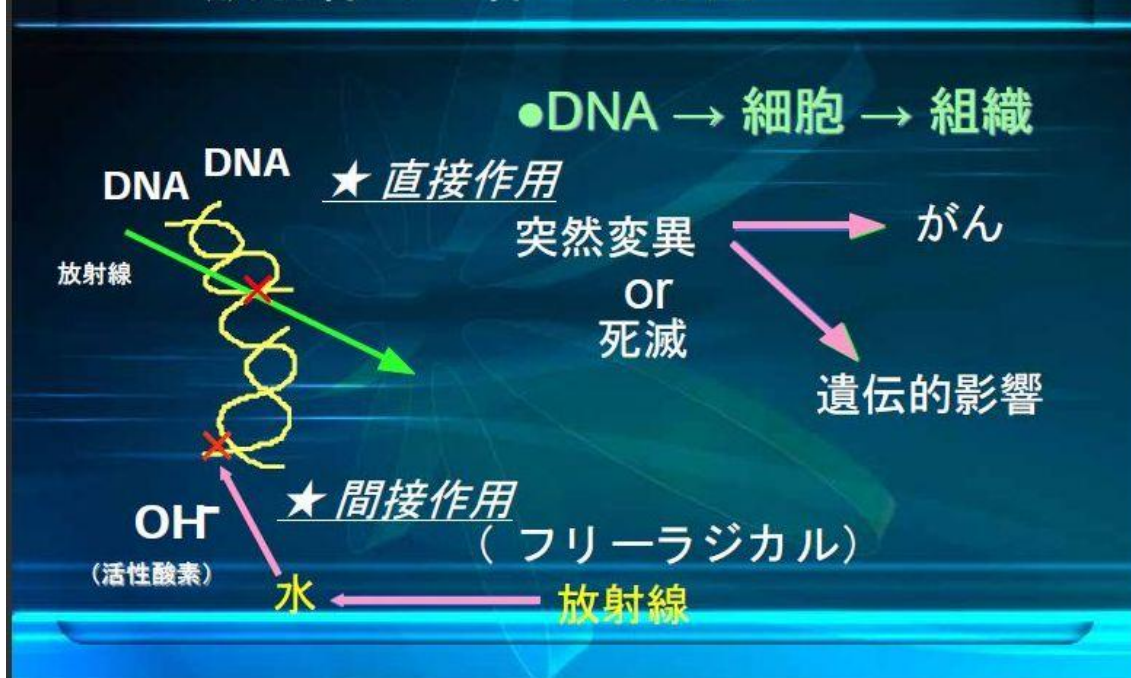 ●DNA → 細胞 → 組織
DNA
DNA
★ 直接作用
放射線
突然変異
or
死滅
がん
遺伝的影響
★ 間接作用
OH-
(活性酸素)
(フリーラジカル)
水
放射線